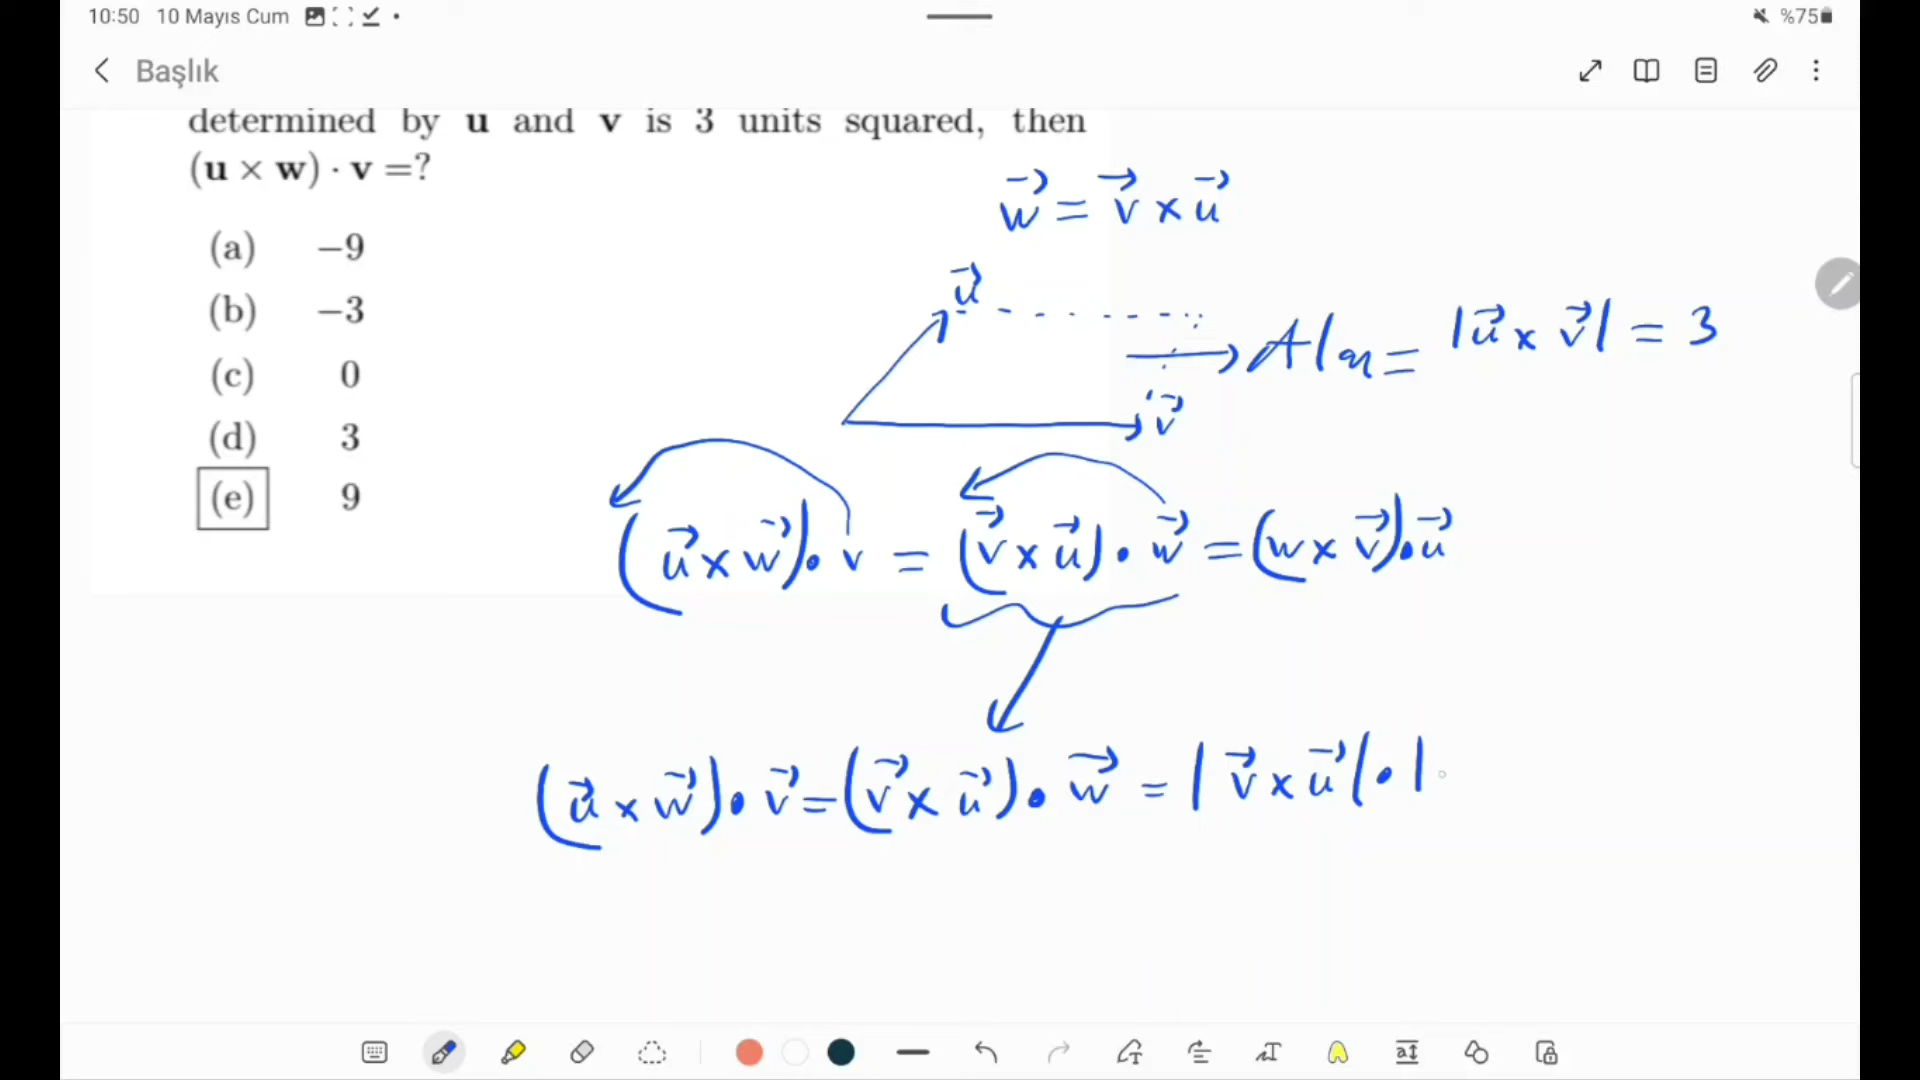 10:50 10 Mayıs Cum
%75
Başlık
determined by u and v is 3 units squared, then
(u × w) · v =?
(a) −9
(b) −3
(c) 0
(d) 3
(e) 9
w⃗ = v⃗ × u⃗
u⃗
Alan = |u⃗ × v⃗| = 3
v⃗
(u⃗ × w⃗) · v = (v⃗ × u⃗) · w⃗ = (w × v⃗) · u⃗
(u⃗ × w⃗) · v⃗ = (v⃗ × u⃗) · w⃗ = |v⃗ × u⃗| · |